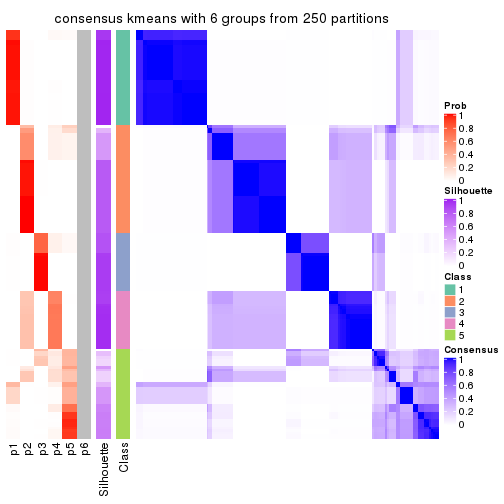 consensus kmeans with 6 groups from 250 partitions
Prob
1
0.8
0.6
0.4
0.2
0
Silhouette
1
0.8
0.6
0.4
0.2
0
Class
1
2
3
4
5
Consensus
1
0.8
0.6
0.4
0.2
0
p1
p2
p3
p4
p5
p6
Silhouette
Class